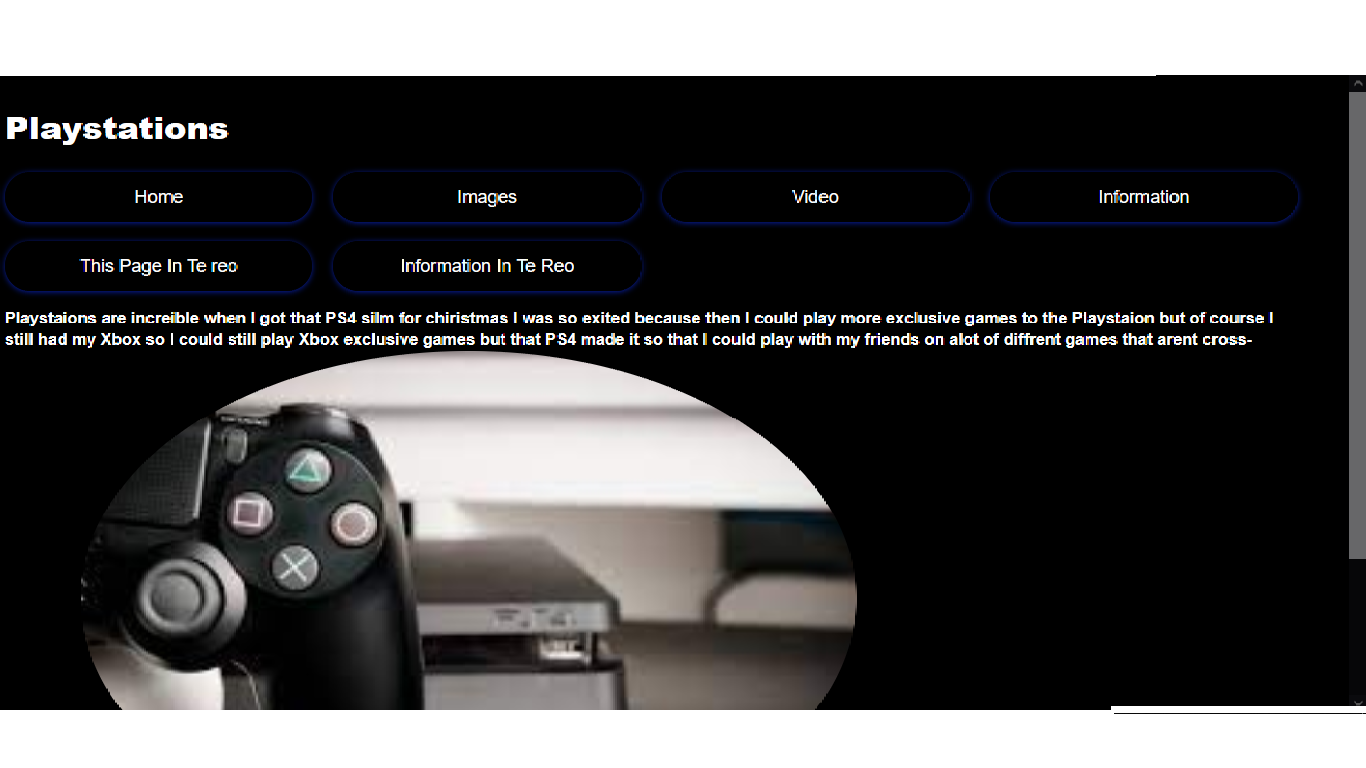 Playstations
Home
Images
Video
Information
This Page In Te reo
Information In Te Reo
Playstaions are increible when I got that PS4 silm for chiristmas I was so exited because then I could play more exclusive games to the Playstaion but of course I
still had my Xbox so I could still play Xbox exclusive games but that PS4 made it so that I could play with my friends on alot of diffrent games that arent cross-